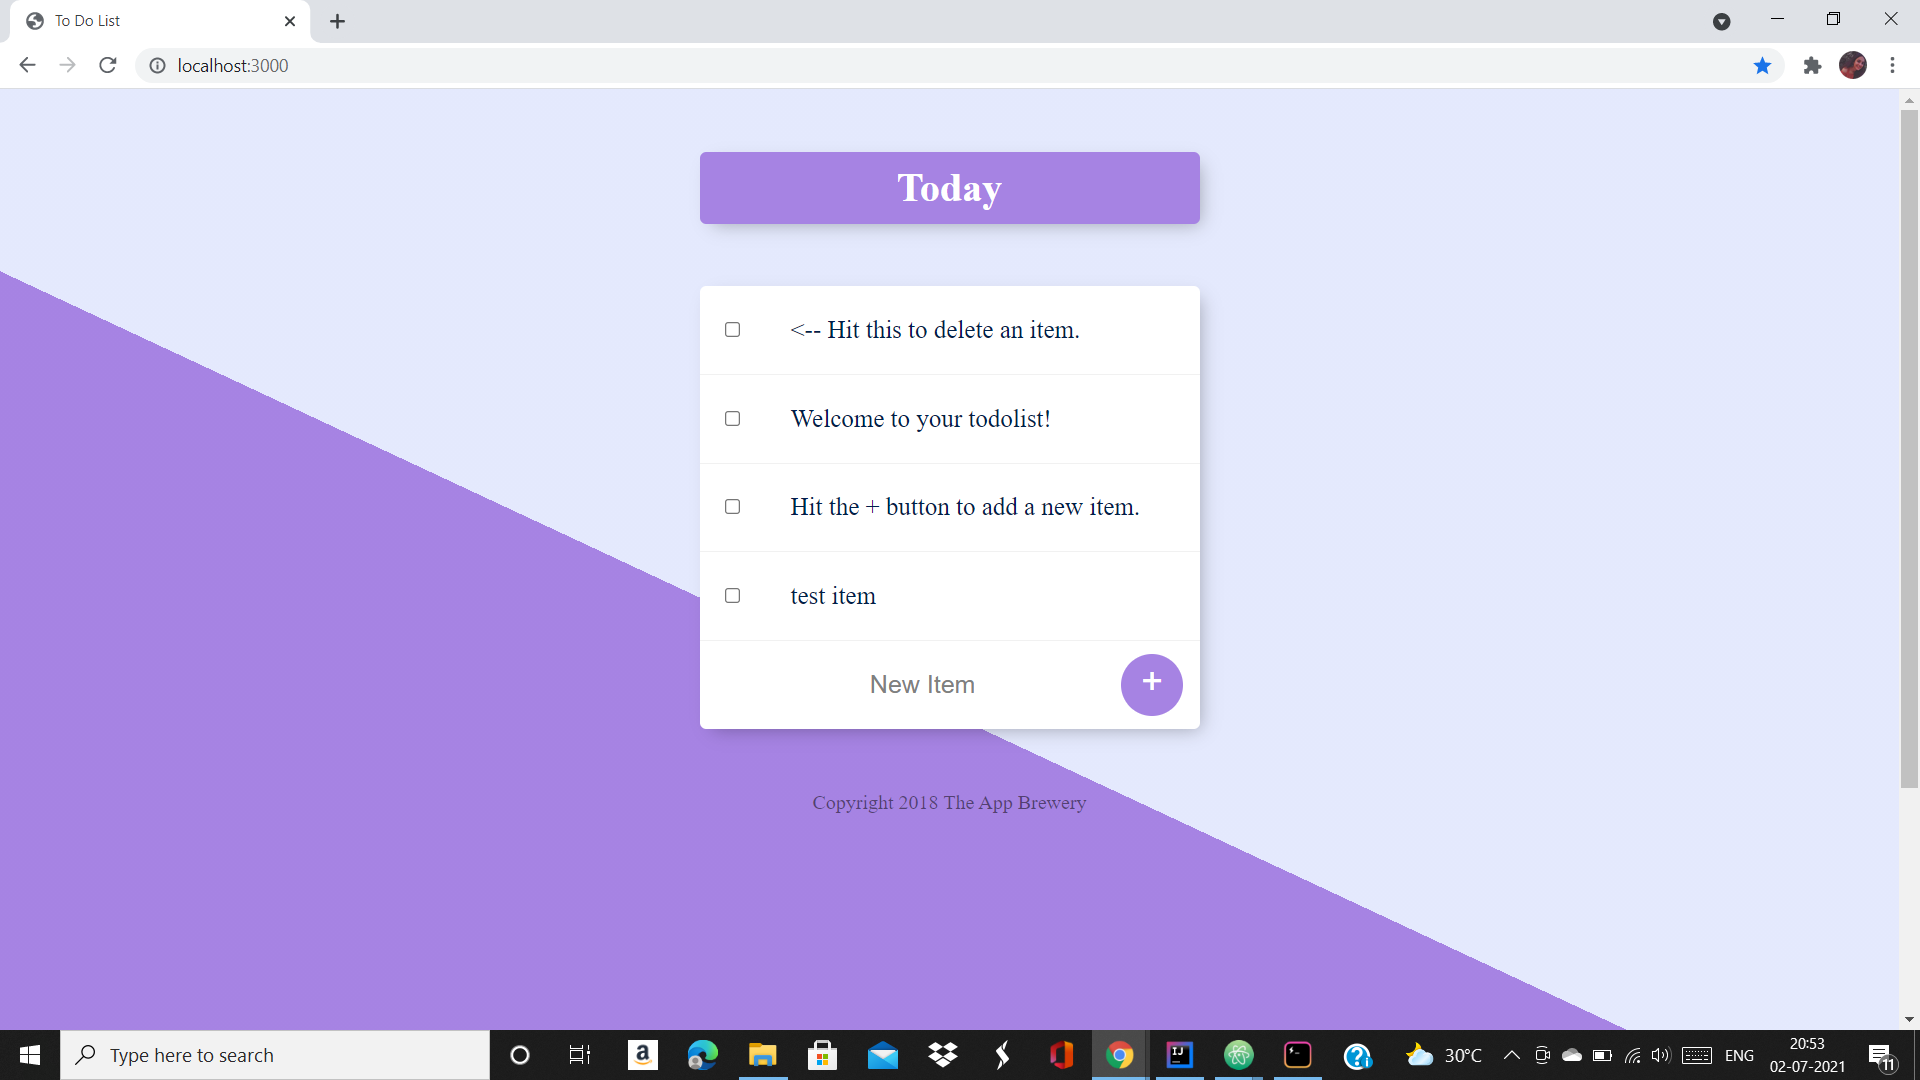 To Do List
localhost:3000
Today
<-- Hit this to delete an item.
Welcome to your todolist!
Hit the + button to add a new item.
test item
New Item
+
Copyright 2018 The App Brewery
Type here to search
a
IJ
30°C
ENG
20:53
02-07-2021
11